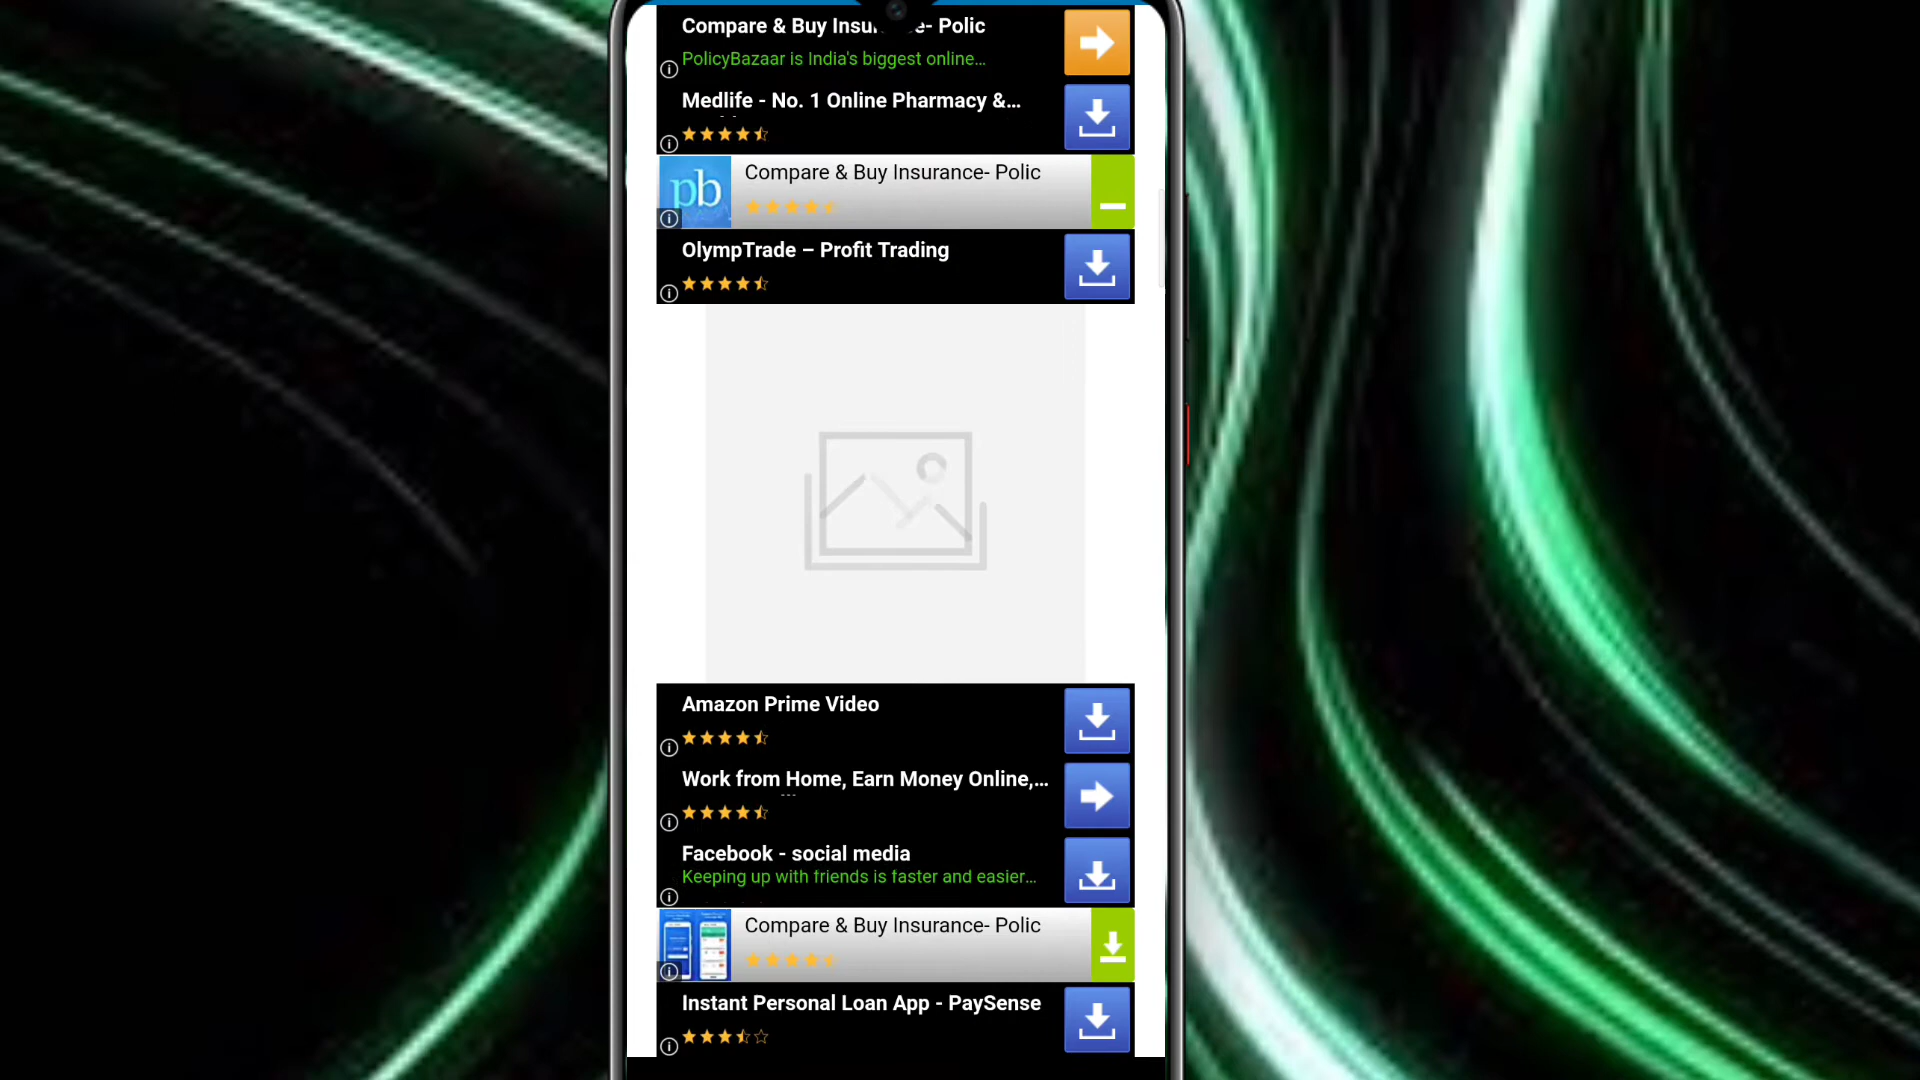 Compare & Buy Insur e- Polic
PolicyBazaar is India's biggest online...
Medlife - No. 1 Online Pharmacy &...
pb
Compare & Buy Insurance- Polic
OlympTrade – Profit Trading
Amazon Prime Video
Work from Home, Earn Money Online,...
Facebook - social media
Keeping up with friends is faster and easier...
Compare & Buy Insurance- Polic
Instant Personal Loan App - PaySense